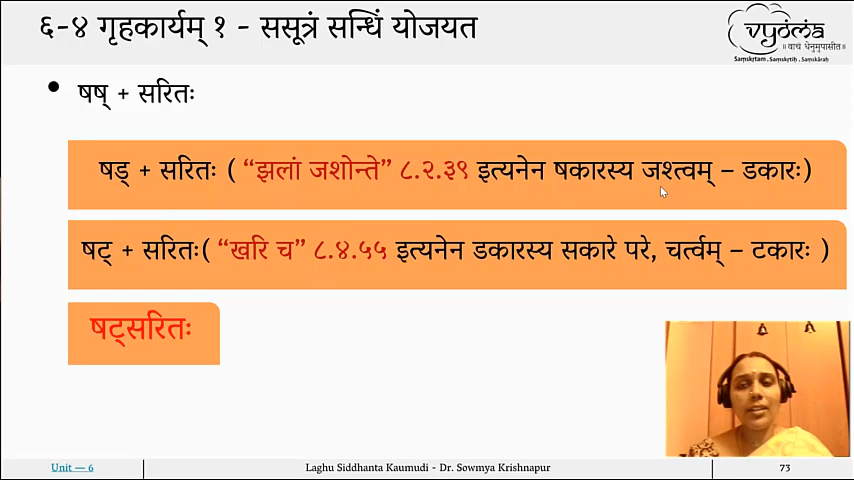 ६-४ गृहकार्यम् १ - ससूत्रं सन्धिं योजयत
vyoma
॥ वाचं धेनुमुपासीत॥
Saṃskṛtam . Saṃskṛtiḥ . Saṃskāraḥ
• षष् + सरितः
षड् + सरितः ( “झलां जशोन्ते” ८.२.३९ इत्यनेन षकारस्य जश्त्वम् – डकारः)
षट् + सरितः( “खरि च” ८.४.५५ इत्यनेन डकारस्य सकारे परे, चर्त्वम् – टकारः )
षट्सरितः
Unit — 6
Laghu Siddhanta Kaumudi - Dr. Sowmya Krishnapur
73